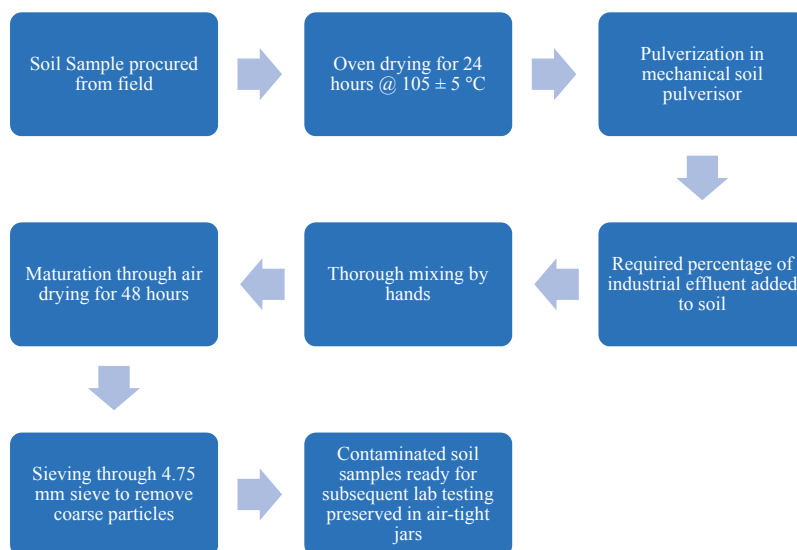 Soil Sample procured
from field
Oven drying for 24
hours @ 105 ± 5 °C
Pulverization in
mechanical soil
pulverisor
Required percentage of
industrial effluent added
to soil
Thorough mixing by
hands
Maturation through air
drying for 48 hours
Sieving through 4.75
mm sieve to remove
coarse particles
Contaminated soil
samples ready for
subsequent lab testing
preserved in air-tight
jars